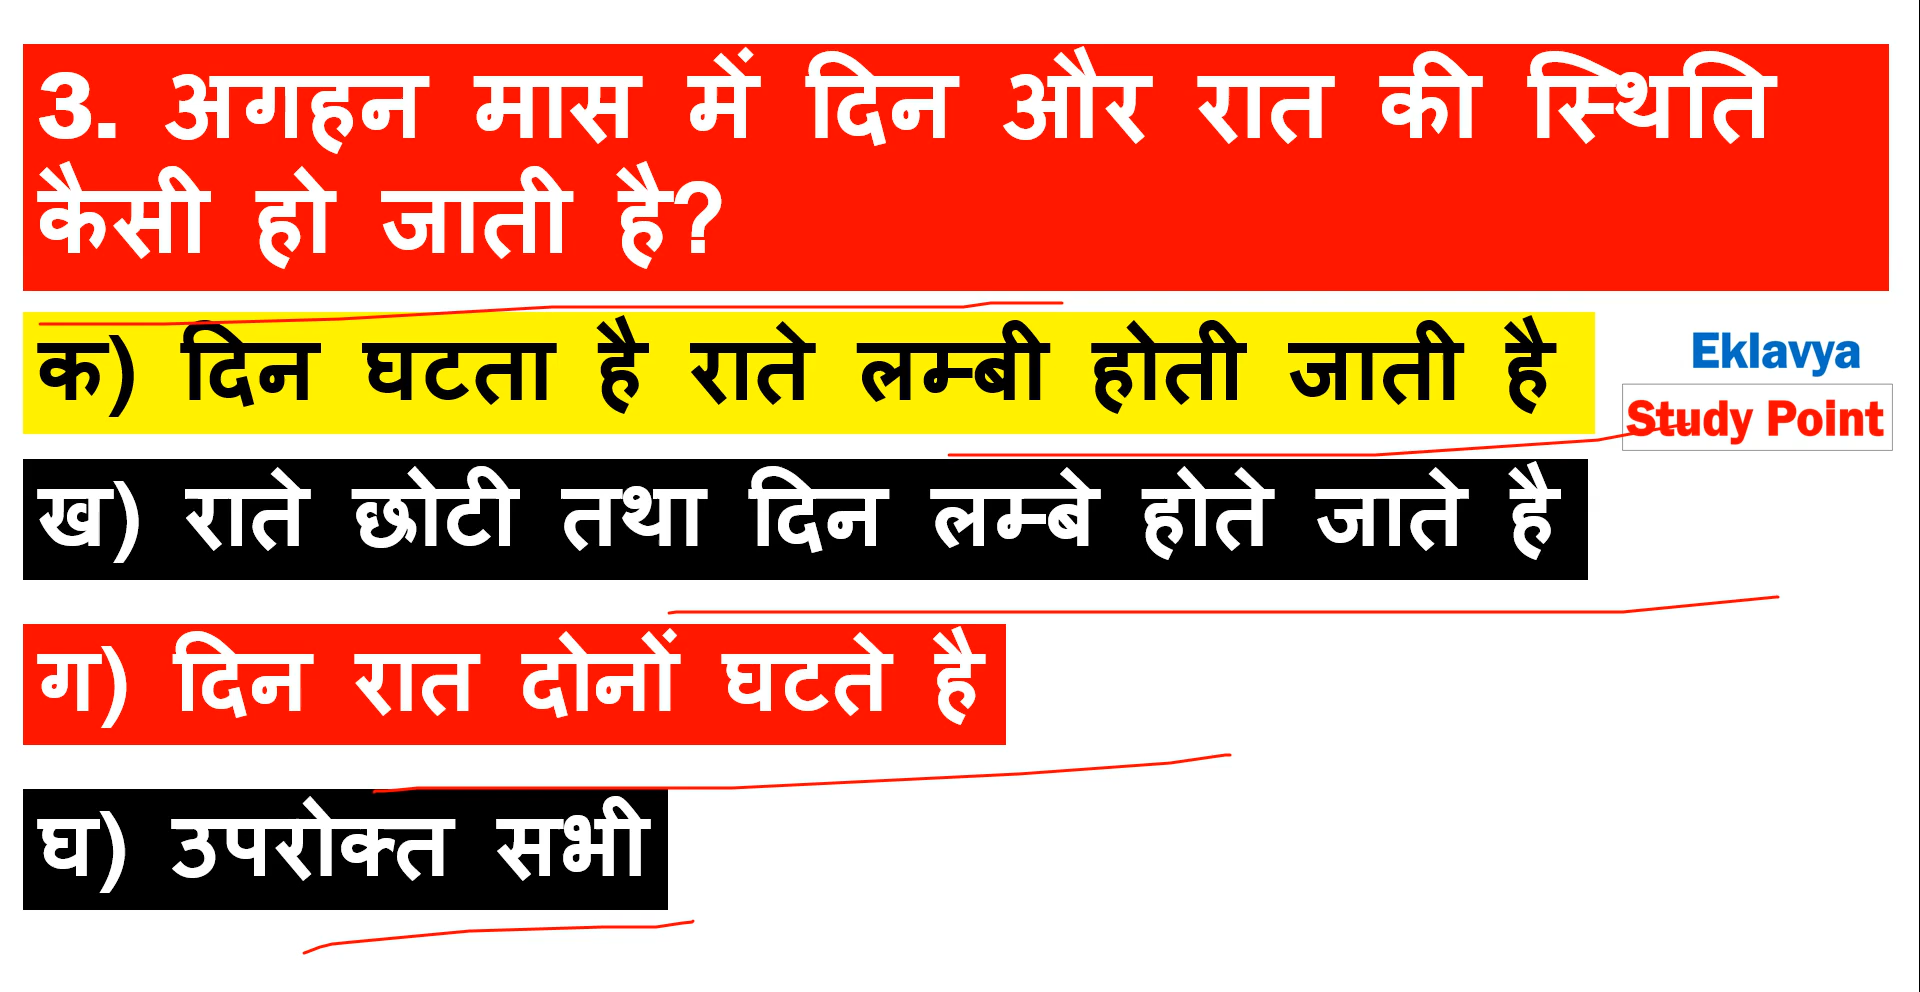 3. अगहन मास में दिन और रात की स्थिति
कैसी हो जाती है?
क) दिन घटता है राते लम्बी होती जाती है
Eklavya
Study Point
ख) राते छोटी तथा दिन लम्बे होते जाते है
ग) दिन रात दोनों घटते है
घ) उपरोक्त सभी